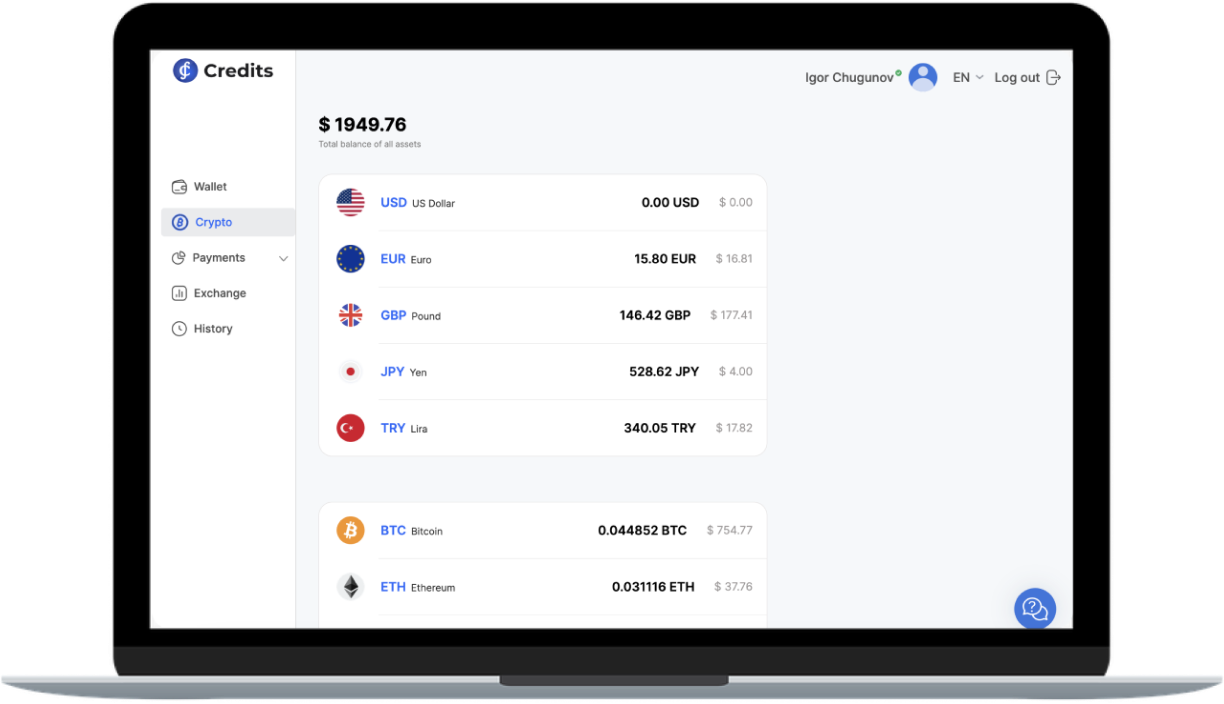 Credits
Igor Chugunov EN Log out
$ 1949.76
Total balance of all assets
Wallet
Crypto
Payments
Exchange
History
USD US Dollar 0.00 USD $ 0.00
EUR Euro 15.80 EUR $ 16.81
GBP Pound 146.42 GBP $ 177.41
JPY Yen 528.62 JPY $ 4.00
TRY Lira 340.05 TRY $ 17.82
BTC Bitcoin 0.044852 BTC $ 754.77
ETH Ethereum 0.031116 ETH $ 37.76